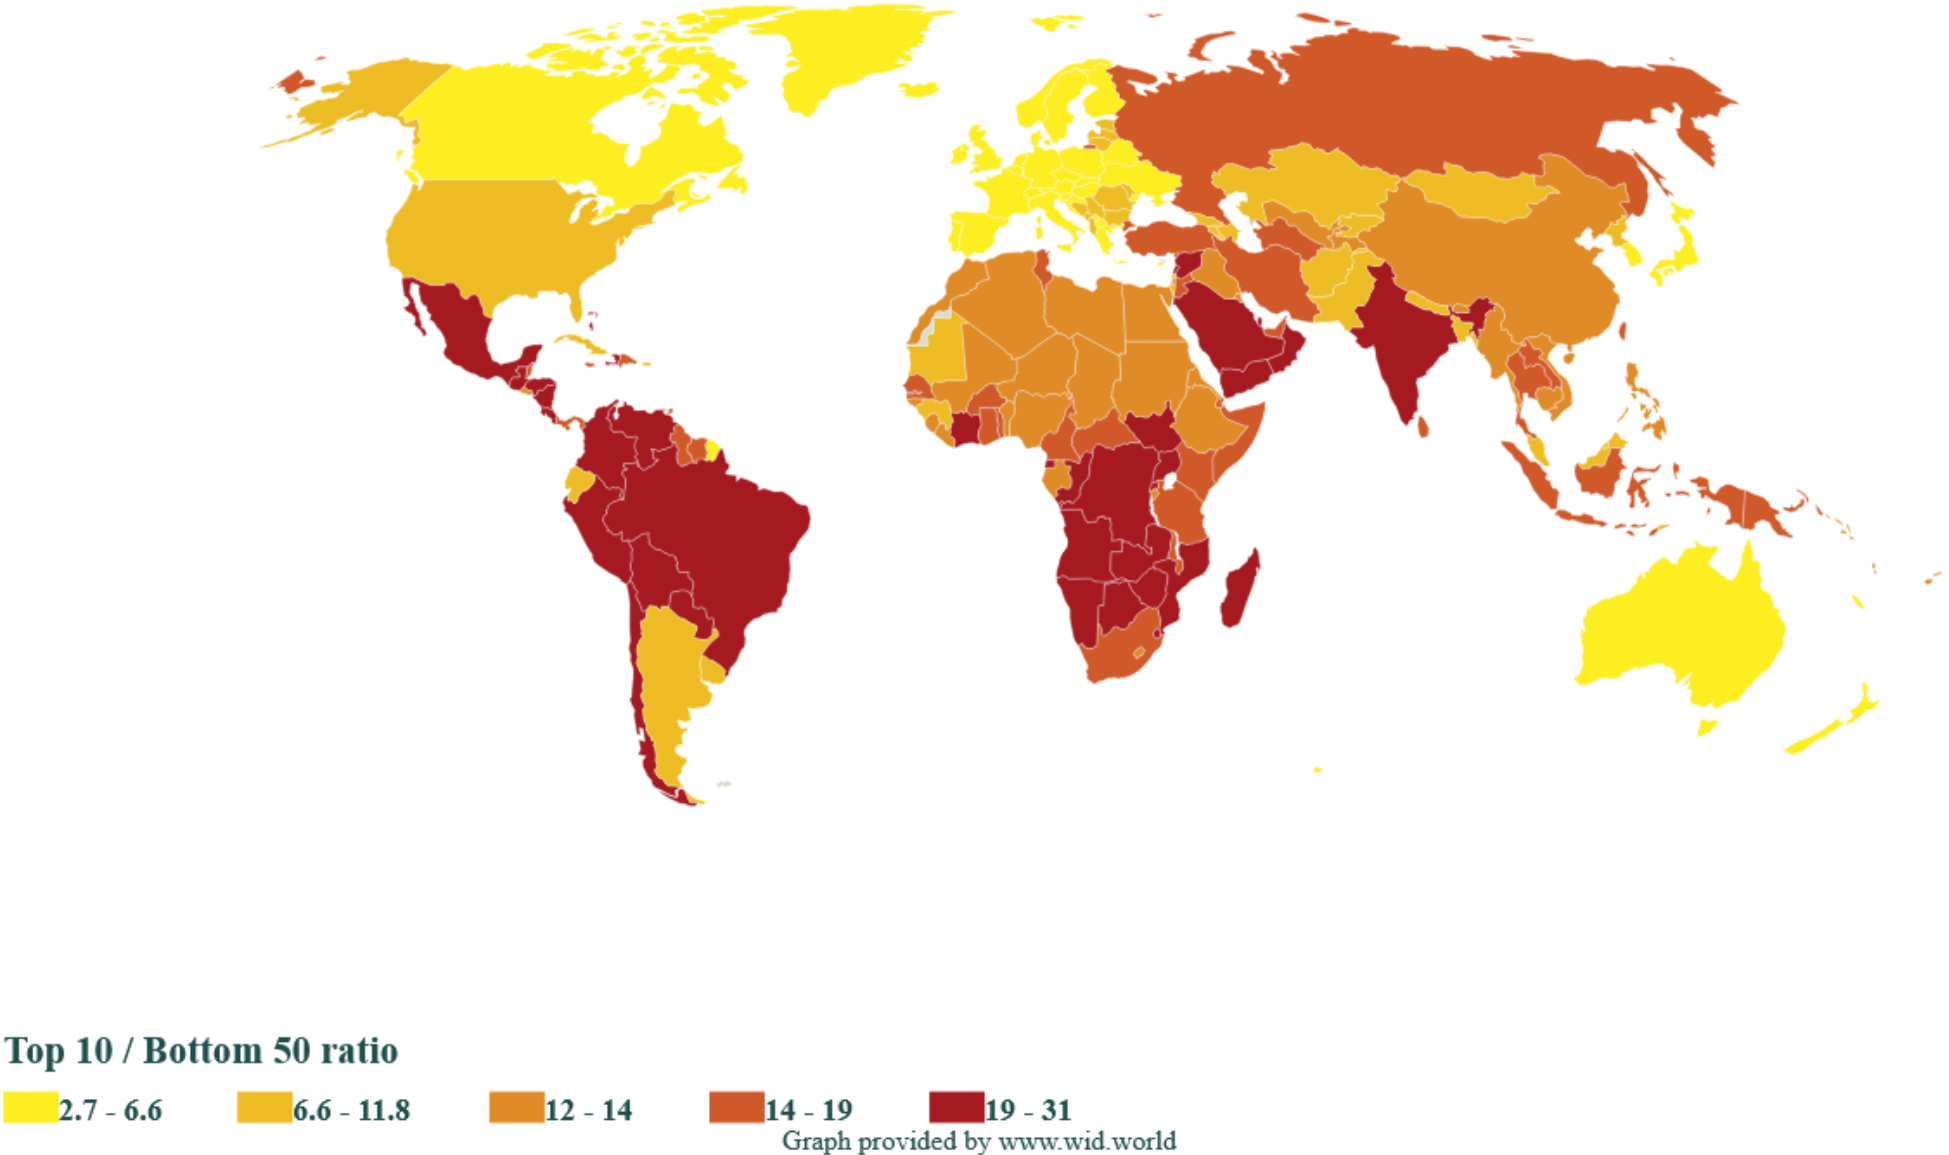 Top 10 / Bottom 50 ratio
2.7 - 6.6 6.6 - 11.8 12 - 14 14 - 19 19 - 31
Graph provided by www.wid.world